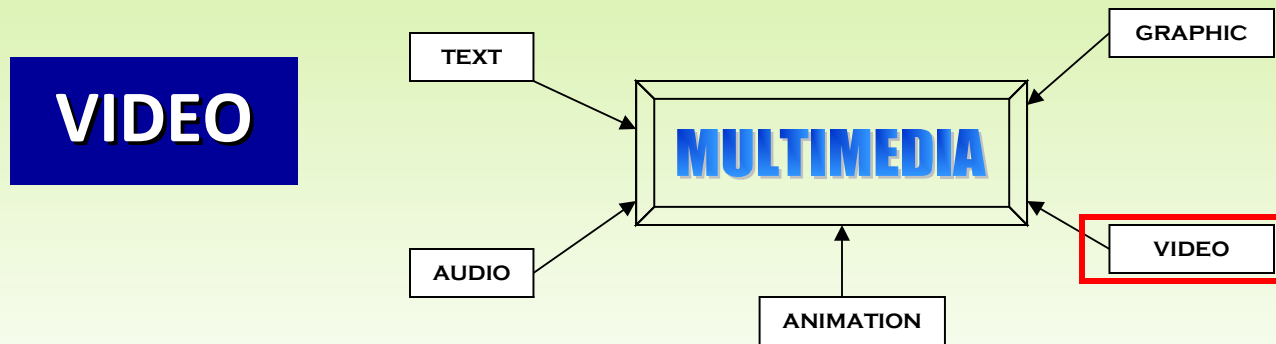 VIDEO
TEXT
GRAPHIC
MULTIMEDIA
AUDIO
VIDEO
ANIMATION